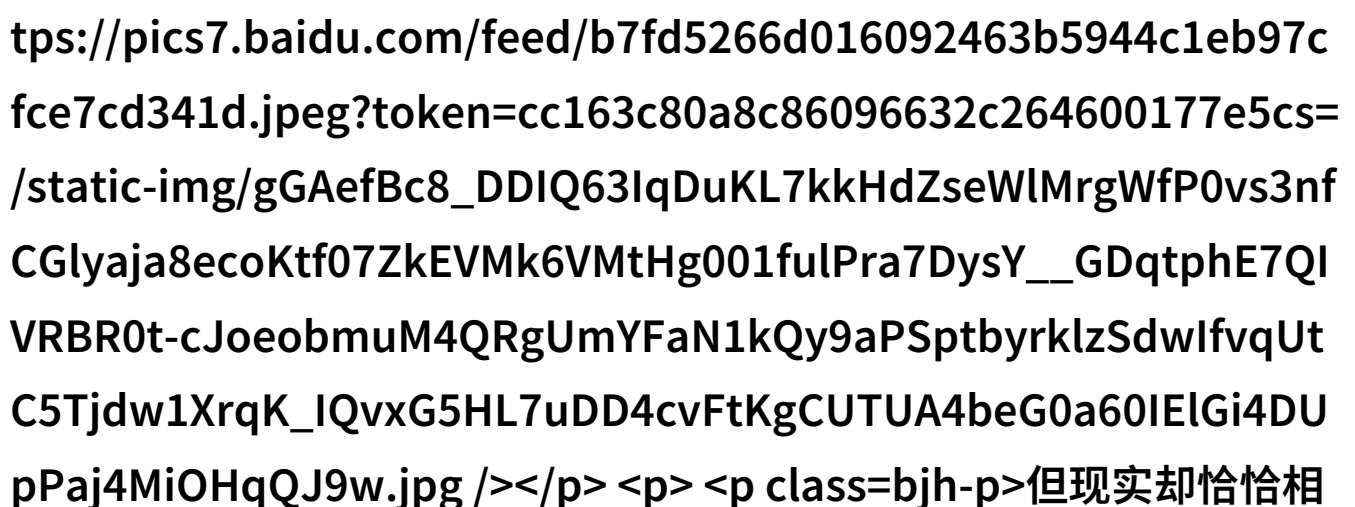 tps://pics7.baidu.com/feed/b7fd5266d016092463b5944c1eb97c
fce7cd341d.jpeg?token=cc163c80a8c86096632c264600177e5cs=
/static-img/gGAefBc8_DDIQ63IqDuKL7kkHdZseWlMrgWfP0vs3nf
CGlyaja8ecoKtf07ZkEVMk6VMtHg001fulPra7DysY__GDqtphE7QI
VRBR0t-cJoeobmuM4QRgUmYFaN1kQy9aPSptbyrklzSdwIfvqUt
C5Tjdw1XrqK_IQvxG5HL7uDD4cvFtKgCUTUA4beG0a60IElGi4DU
pPaj4MiOHqQJ9w.jpg /></p> <p> <p class=bjh-p>但现实却恰恰相